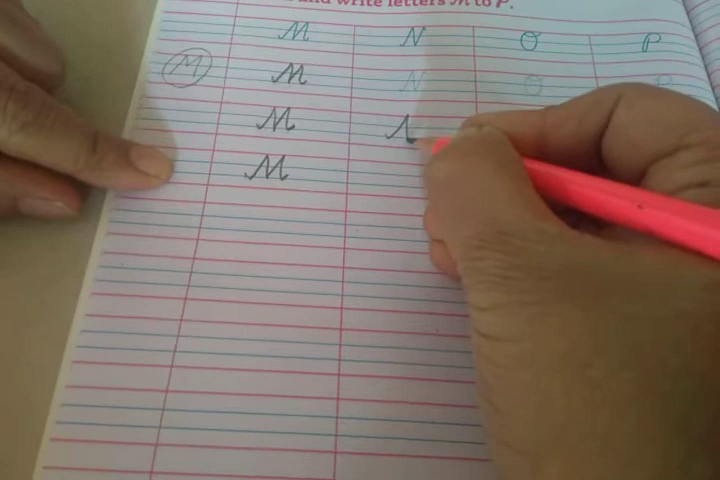 and write letters M to P.
M N O P
M M N O P
M
M